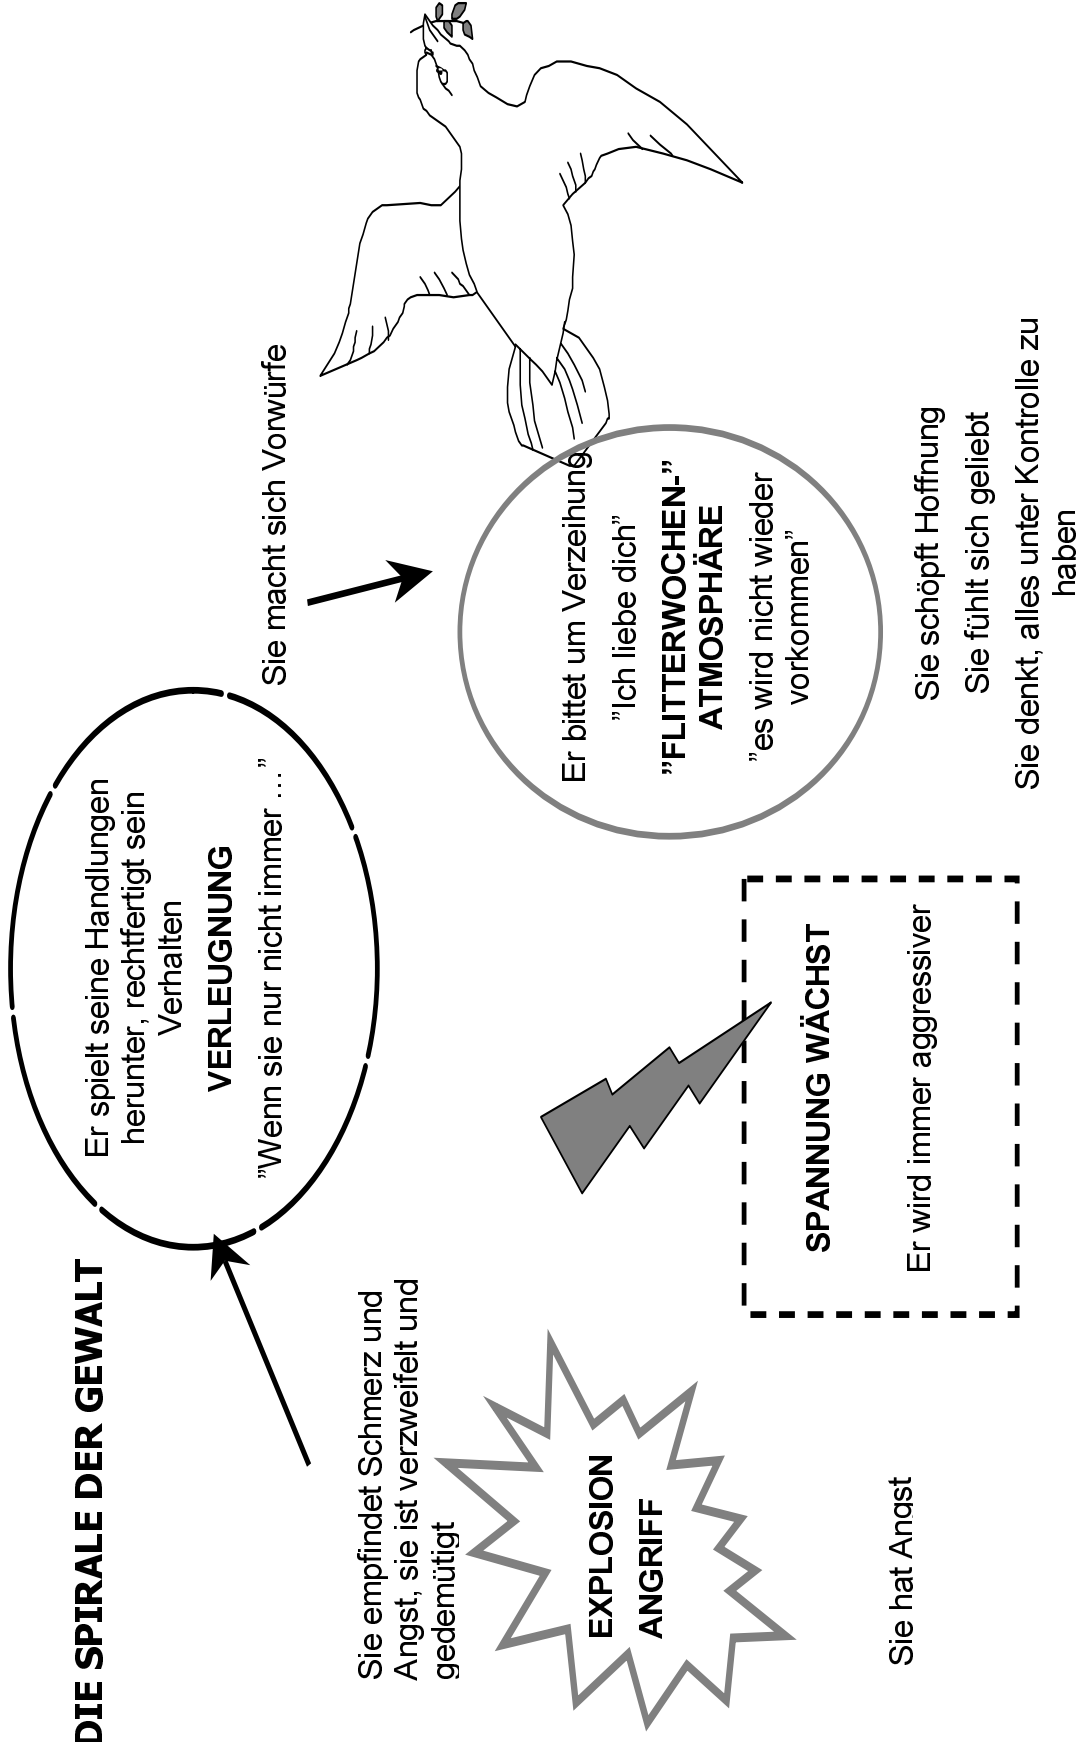 DIE SPIRALE DER GEWALT
Er spielt seine Handlungen
herunter, rechtfertigt sein
Verhalten
VERLEUGNUNG
”Wenn sie nur nicht immer …”
Sie macht sich Vorwürfe
Sie empfindet Schmerz und
Angst, sie ist verzweifelt und
gedemütigt
EXPLOSION
ANGRIFF
Er bittet um Verzeihung
”Ich liebe dich”
”FLITTERWOCHEN-”
ATMOSPHÄRE
”es wird nicht wieder
vorkommen”
SPANNUNG WÄCHST
Er wird immer aggressiver
Sie hat Angst
Sie schöpft Hoffnung
Sie fühlt sich geliebt
Sie denkt, alles unter Kontrolle zu
haben